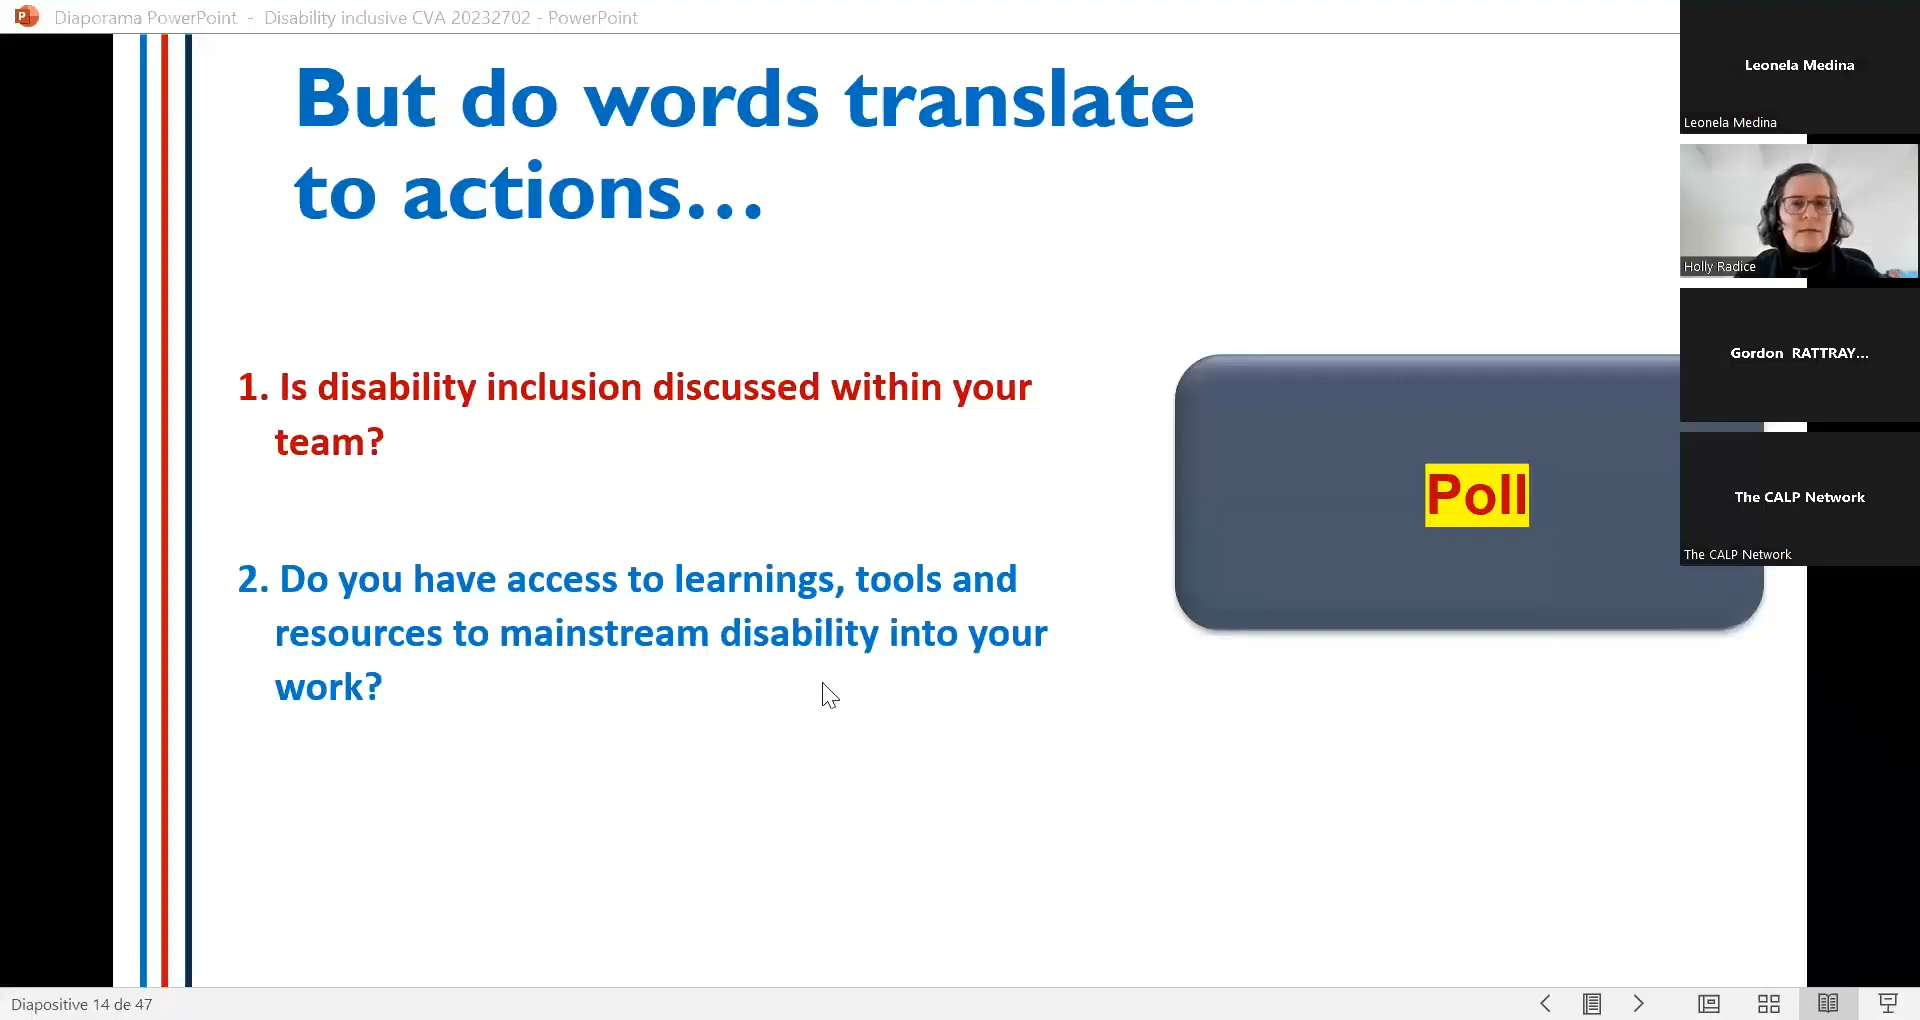 Diaporama PowerPoint - Disability inclusive CVA 20232702 - PowerPoint
But do words translate
to actions...
1. Is disability inclusion discussed within your
team?
2. Do you have access to learnings, tools and
resources to mainstream disability into your
work?
Poll
Leonela Medina
Leonela Medina
Holly Radice
Gordon RATTRAY...
The CALP Network
The CALP Network
Diapositive 14 de 47